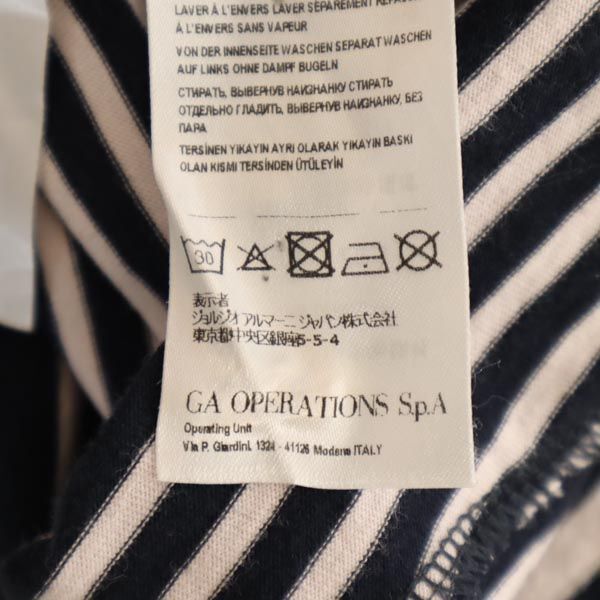 LAVER À L'ENVERS LAVER SÉPARÉMENT REPASSER
À L'ENVERS SANS VAPEUR
VON DER INNENSEITE WASCHEN SEPARAT WASCHEN
AUF LINKS OHNE DAMPF BUGELN
СТИРАТЬ, ВЫВЕРНУВ НАИЗНАНКУ СТИРАТЬ
ОТДЕЛЬНО ГЛАДИТЬ, ВЫВЕРНУВ НАИЗНАНКУ, БЕЗ
ПАРА
TERSİNEN YIKAYIN AYRI OLARAK YIKAYIN BASKI
OLAN KISMI TERSİNDEN ÜTÜLEYİN
30
表示者
ジョルジオ アルマーニ ジャパン株式会社
東京都中央区銀座5-5-4
GA OPERATIONS S.p.A
Operating Unit
Via P. Giardini, 1324 - 41126 Modena ITALY